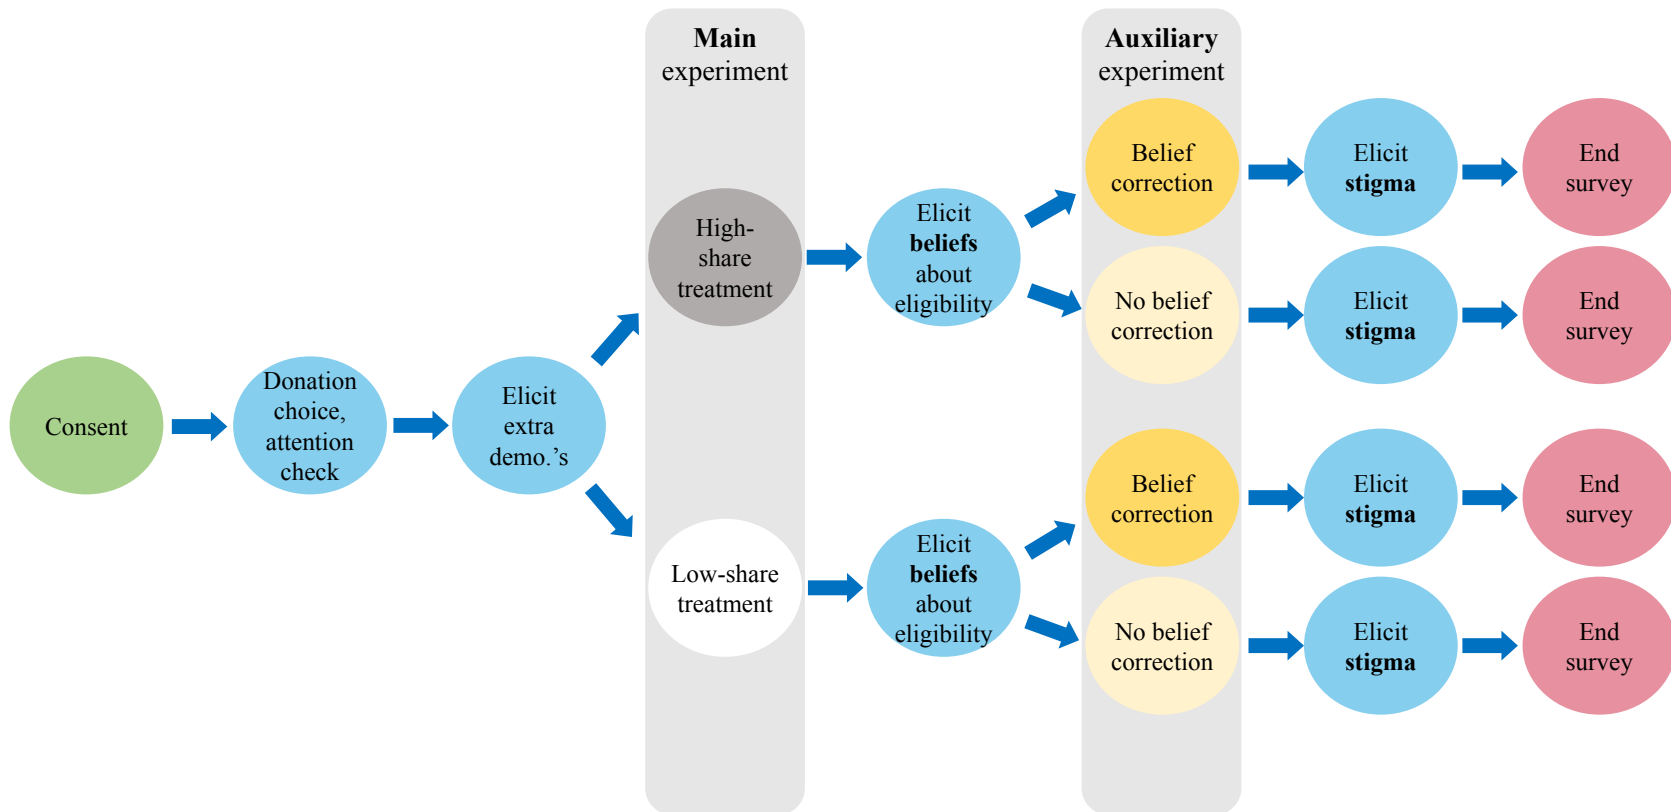 Main
experiment
Auxiliary
experiment
Consent
Donation
choice,
attention
check
Elicit
extra
demo.'s
High-
share
treatment
Elicit
beliefs
about
eligibility
Belief
correction
Elicit
stigma
End
survey
No belief
correction
Elicit
stigma
End
survey
Low-share
treatment
Elicit
beliefs
about
eligibility
Belief
correction
Elicit
stigma
End
survey
No belief
correction
Elicit
stigma
End
survey